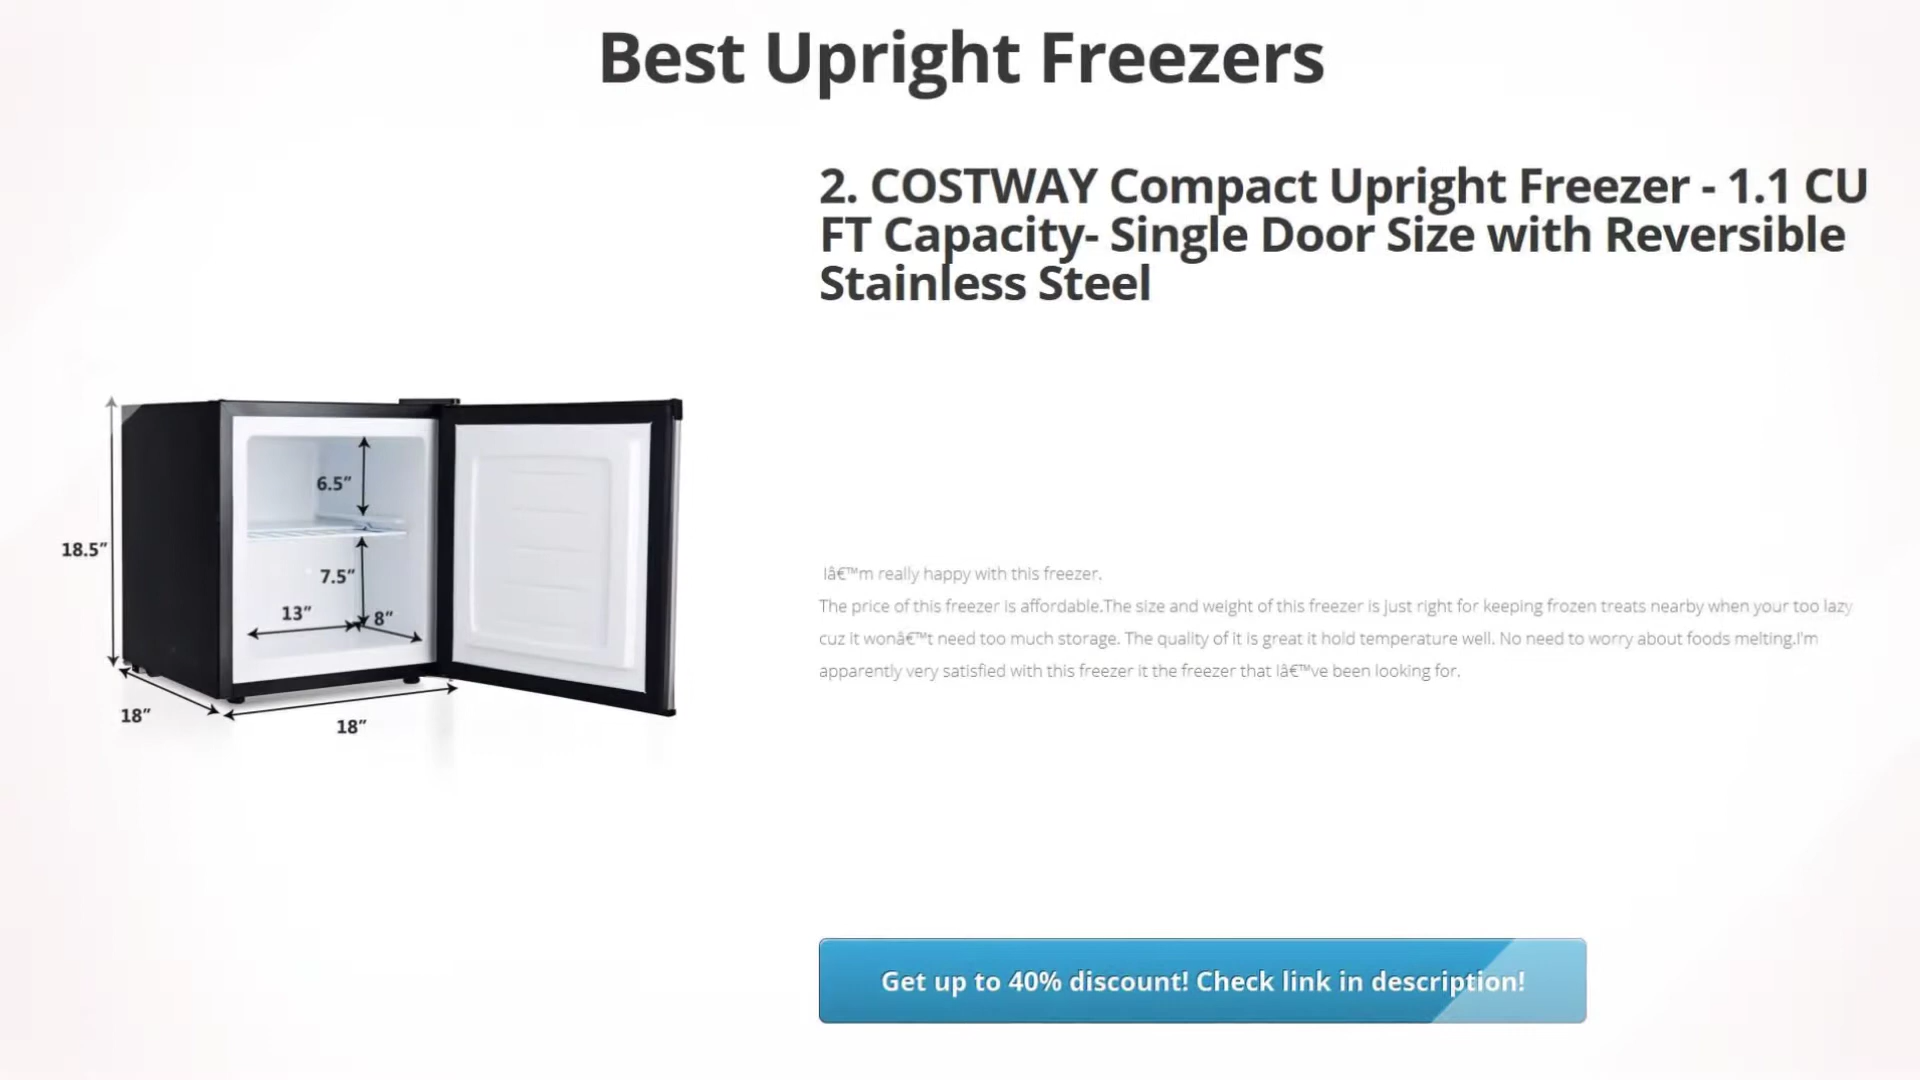 Best Upright Freezers
2. COSTWAY Compact Upright Freezer - 1.1 CU
FT Capacity- Single Door Size with Reversible
Stainless Steel
6.5”
18.5”
7.5”
13”
8”
18”
18”
Iâ€™m really happy with this freezer.
The price of this freezer is affordable.The size and weight of this freezer is just right for keeping frozen treats nearby when your too lazy
cuz it wonâ€™t need too much storage. The quality of it is great it hold temperature well. No need to worry about foods melting.I'm
apparently very satisfied with this freezer it the freezer that Iâ€™ve been looking for.
Get up to 40% discount! Check link in description!